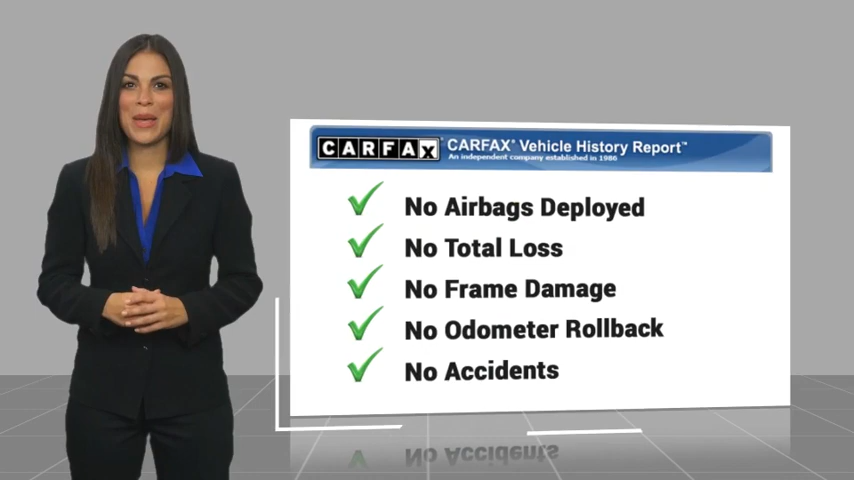 CARFAX
CARFAX® Vehicle History Report™
An independent company established in 1986
No Airbags Deployed
No Total Loss
No Frame Damage
No Odometer Rollback
No Accidents
No Accidents